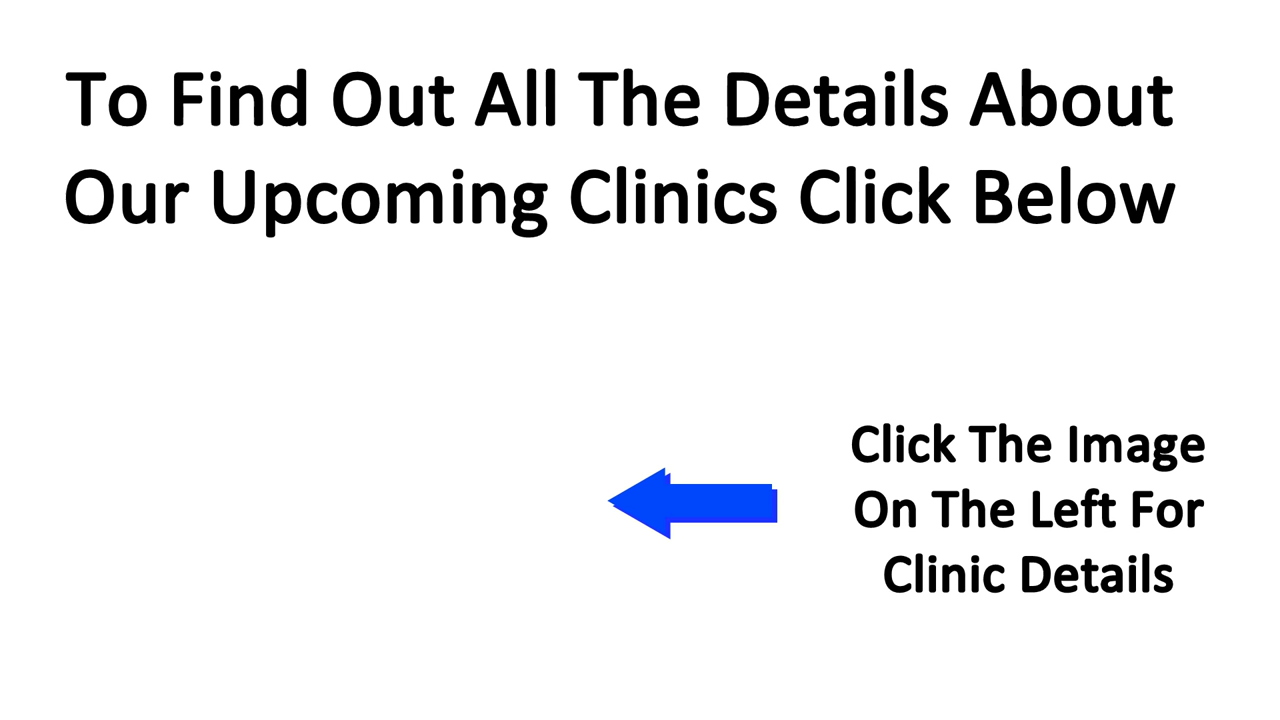 To Find Out All The Details About
Our Upcoming Clinics Click Below
Click The Image
On The Left For
Clinic Details